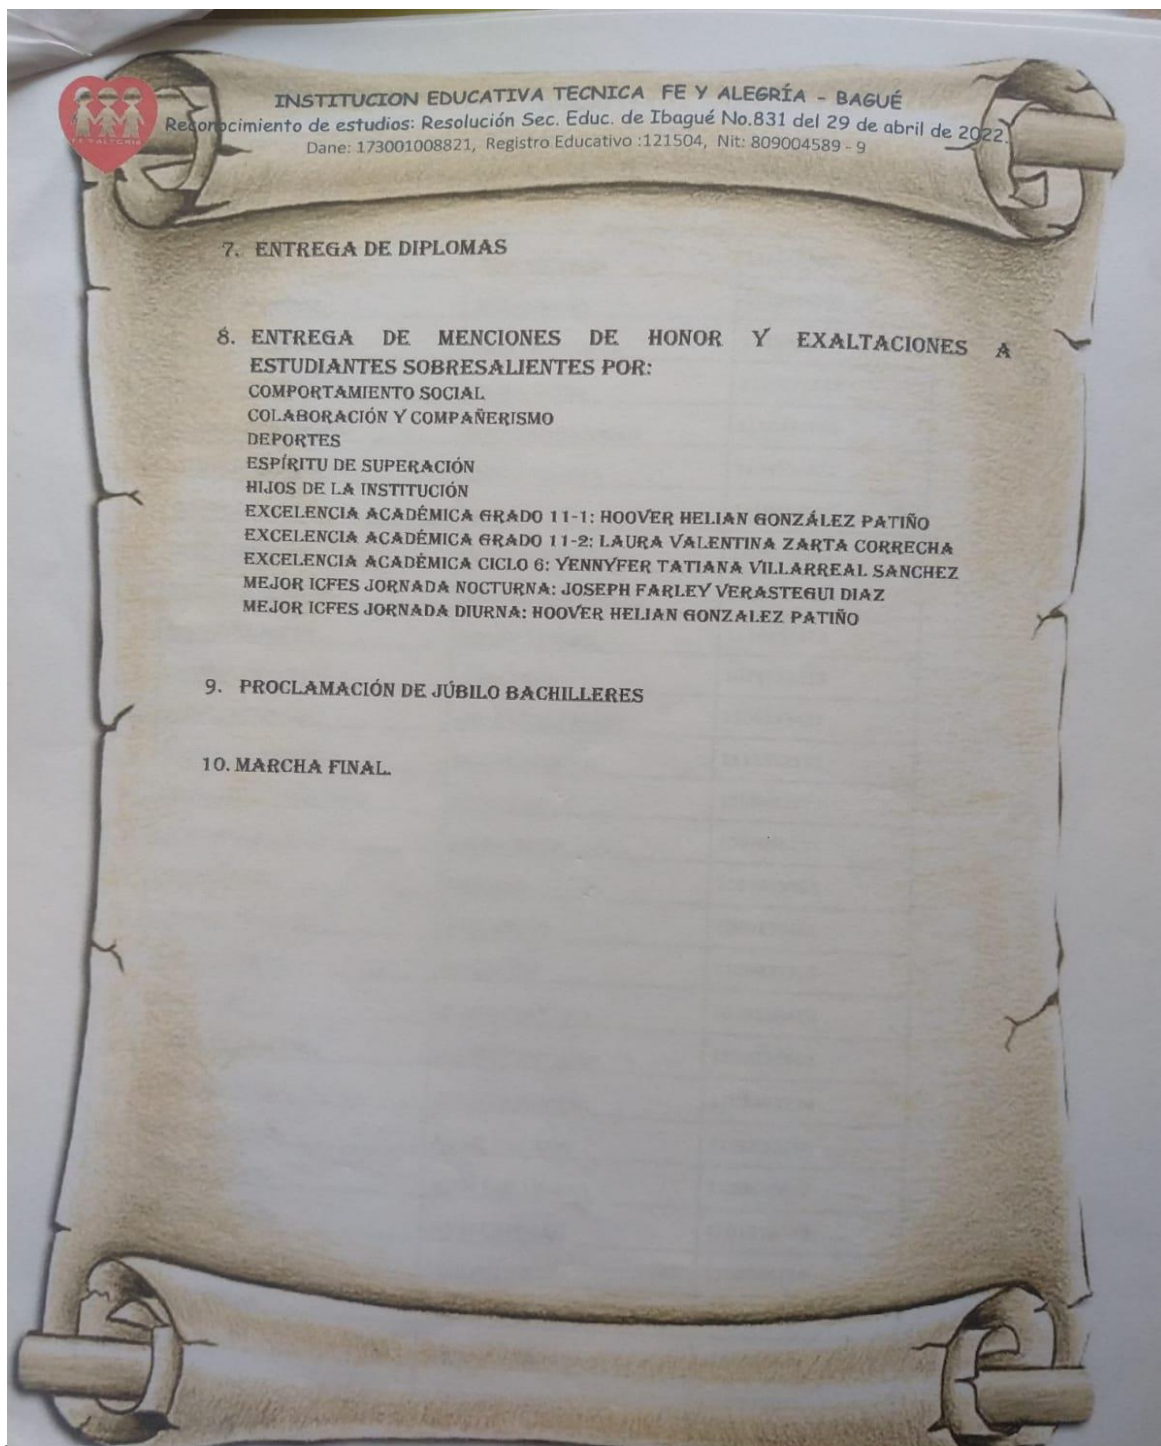 INSTITUCION EDUCATIVA TECNICA FE Y ALEGRÍA - BAGUÉ
Reconocimiento de estudios: Resolución Sec. Educ. de Ibagué No.831 del 29 de abril de 2022.
Dane: 173001008821, Registro Educativo :121504, Nit: 809004589 - 9
FE Y ALEGRIA
7. ENTREGA DE DIPLOMAS
8. ENTREGA DE MENCIONES DE HONOR Y EXALTACIONES A
ESTUDIANTES SOBRESALIENTES POR:
COMPORTAMIENTO SOCIAL
COLABORACIÓN Y COMPAÑERISMO
DEPORTES
ESPÍRITU DE SUPERACIÓN
HIJOS DE LA INSTITUCIÓN
EXCELENCIA ACADÉMICA GRADO 11-1: HOOVER HELIAN GONZÁLEZ PATIÑO
EXCELENCIA ACADÉMICA GRADO 11-2: LAURA VALENTINA ZARTA CORRECHA
EXCELENCIA ACADÉMICA CICLO 6: YENNYFER TATIANA VILLARREAL SANCHEZ
MEJOR ICFES JORNADA NOCTURNA: JOSEPH FARLEY VERASTEGUI DIAZ
MEJOR ICFES JORNADA DIURNA: HOOVER HELIAN GONZALEZ PATIÑO
9. PROCLAMACIÓN DE JÚBILO BACHILLERES
10. MARCHA FINAL.